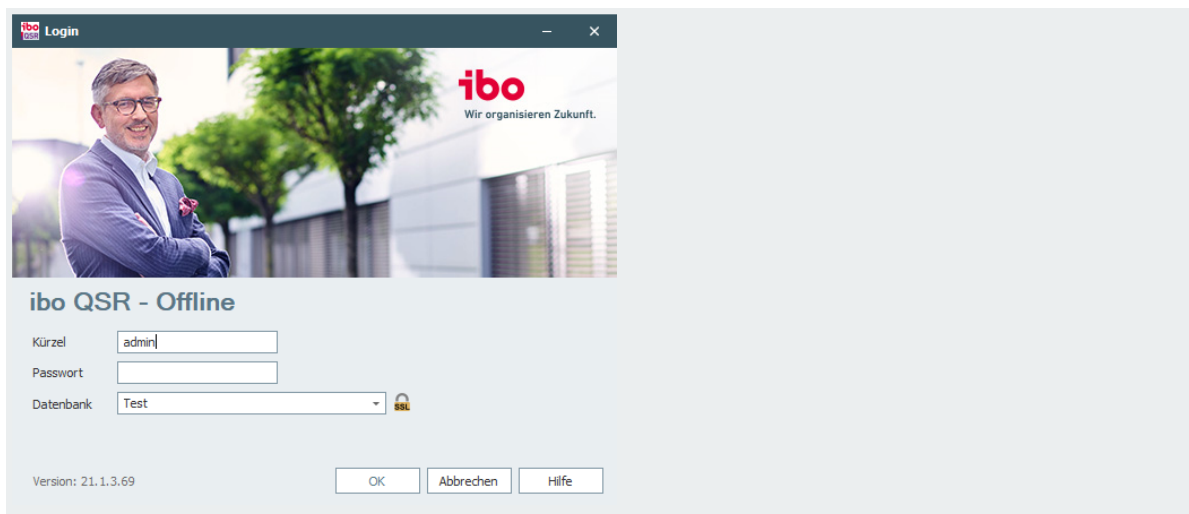 ibo QSR Login
ibo
Wir organisieren Zukunft.
ibo QSR - Offline
Kürzel admin
Passwort
Datenbank Test SSL
Version: 21.1.3.69 OK Abbrechen Hilfe